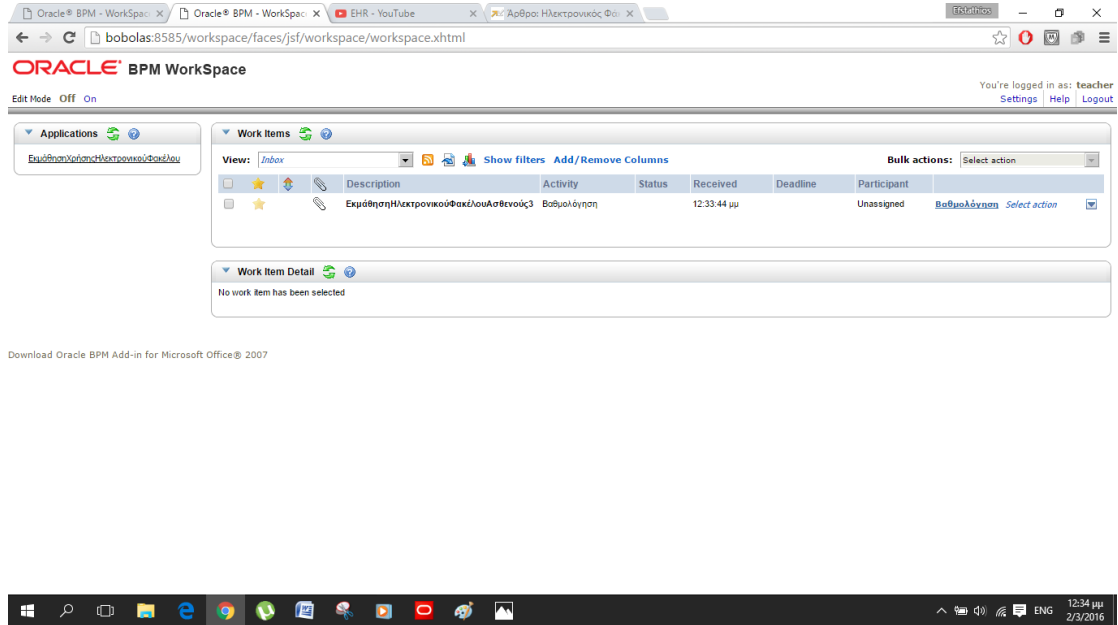 Oracle® BPM - WorkSpac
Oracle® BPM - WorkSpac
EHR - YouTube
Άρθρο: Ηλεκτρονικός Φά
Efstathios
bobolas:8585/workspace/faces/jsf/workspace/workspace.xhtml
ORACLE® BPM WorkSpace
You're logged in as: teacher
Edit Mode Off On
Settings Help Logout
Applications
Work Items
ΕκμάθησηΧρήσηςΗλεκτρονικούΦακέλου
View: Inbox Show filters Add/Remove Columns Bulk actions: Select action
Description Activity Status Received Deadline Participant
ΕκμάθησηΗλεκτρονικούΦακέλουΑσθενούς3 Βαθμολόγηση 12:33:44 μμ Unassigned Βαθμολόγηση Select action
Work Item Detail
No work item has been selected
Download Oracle BPM Add-in for Microsoft Office® 2007
ENG
12:34 μμ
2/3/2016